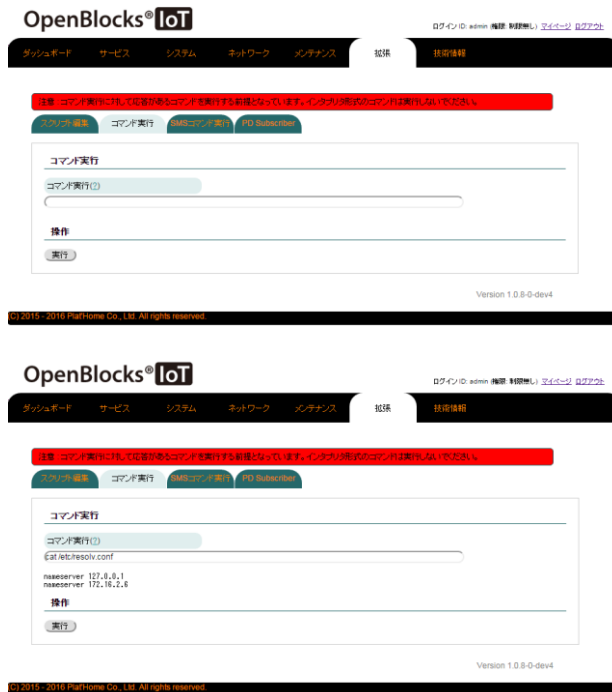 OpenBlocks® IoT
ログインID: admin (権限: 制限無し) マイページ ログアウト
ダッシュボード サービス システム ネットワーク メンテナンス 拡張 技術情報
注意: コマンド実行に対して応答があるコマンドを実行する前提となっています。インタプリタ形式のコマンドは実行しないでください。
スクリプト編集 コマンド実行 SMSコマンド実行 PD Subscriber
コマンド実行
コマンド実行(?)
操作
実行
Version 1.0.8-0-dev4
(C) 2015 - 2016 Plat'Home Co., Ltd. All rights reserved.
OpenBlocks® IoT
ログインID: admin (権限: 制限無し) マイページ ログアウト
ダッシュボード サービス システム ネットワーク メンテナンス 拡張 技術情報
注意: コマンド実行に対して応答があるコマンドを実行する前提となっています。インタプリタ形式のコマンドは実行しないでください。
スクリプト編集 コマンド実行 SMSコマンド実行 PD Subscriber
コマンド実行
コマンド実行(?)
cat /etc/resolv.conf
nameserver 127.0.0.1
nameserver 172.16.2.6
操作
実行
Version 1.0.8-0-dev4
(C) 2015 - 2016 Plat'Home Co., Ltd. All rights reserved.